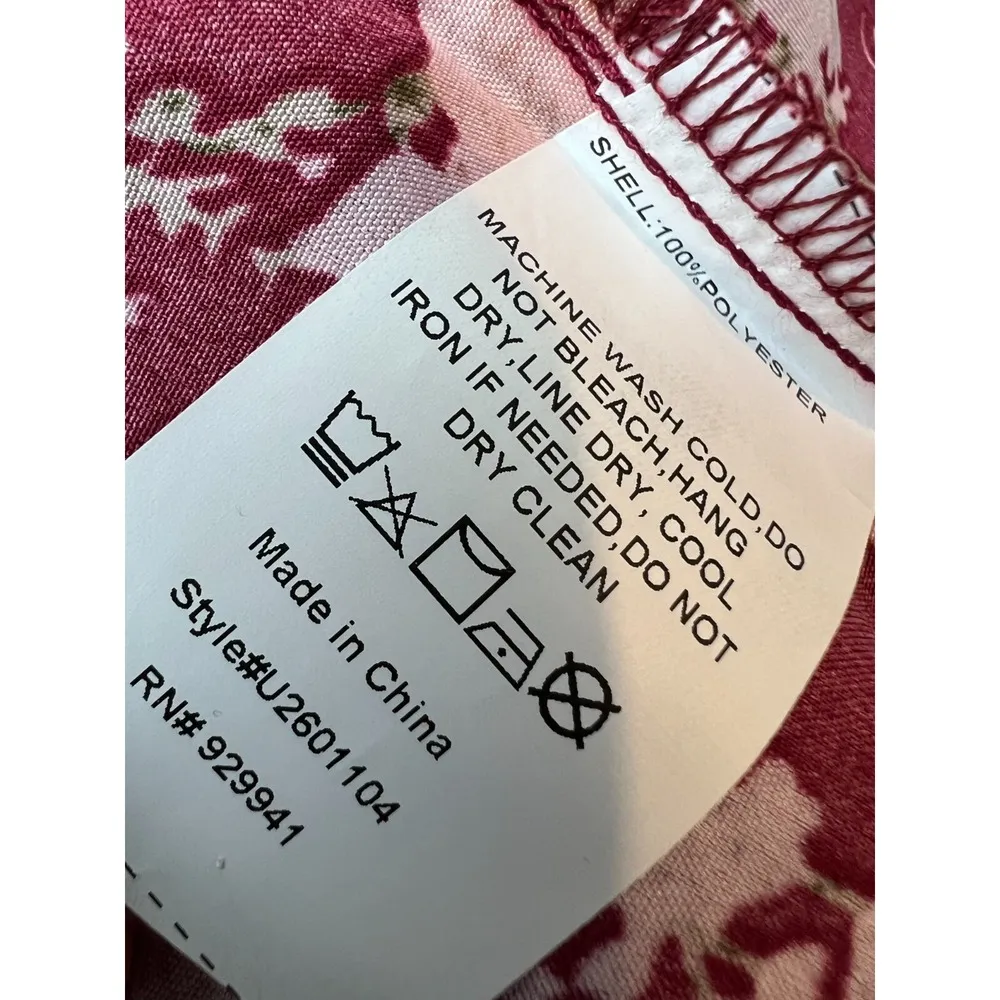 SHELL:100%POLYESTER
MACHINE WASH COLD,DO
NOT BLEACH,HANG
DRY,LINE DRY, COOL
IRON IF NEEDED,DO NOT
DRY CLEAN
Made in China
Style#U2601104
RN# 929941